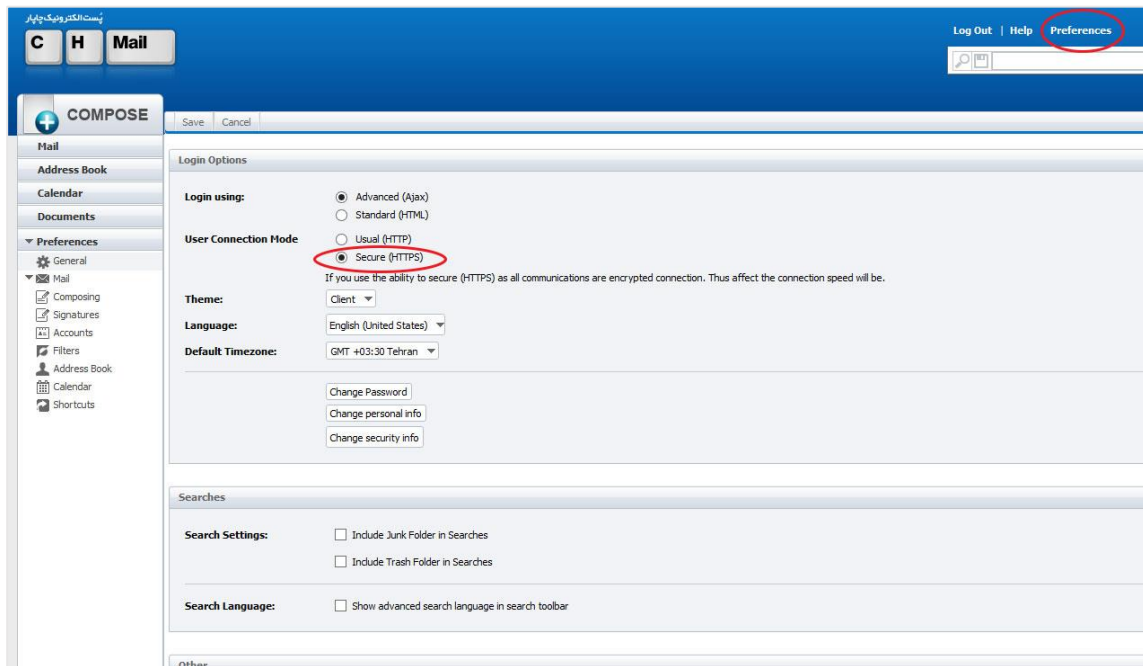 پُست الکترونیک چاپار
C H Mail
Log Out | Help Preferences
COMPOSE
Save Cancel
Mail
Address Book
Calendar
Documents
Preferences
General
Mail
Composing
Signatures
Accounts
Filters
Address Book
Calendar
Shortcuts
Login Options
Login using:
Advanced (Ajax)
Standard (HTML)
User Connection Mode
Usual (HTTP)
Secure (HTTPS)
If you use the ability to secure (HTTPS) as all communications are encrypted connection. Thus affect the connection speed will be.
Theme: Client
Language: English (United States)
Default Timezone: GMT +03:30 Tehran
Change Password
Change personal info
Change security info
Searches
Search Settings: Include Junk Folder in Searches
Include Trash Folder in Searches
Search Language: Show advanced search language in search toolbar
Other